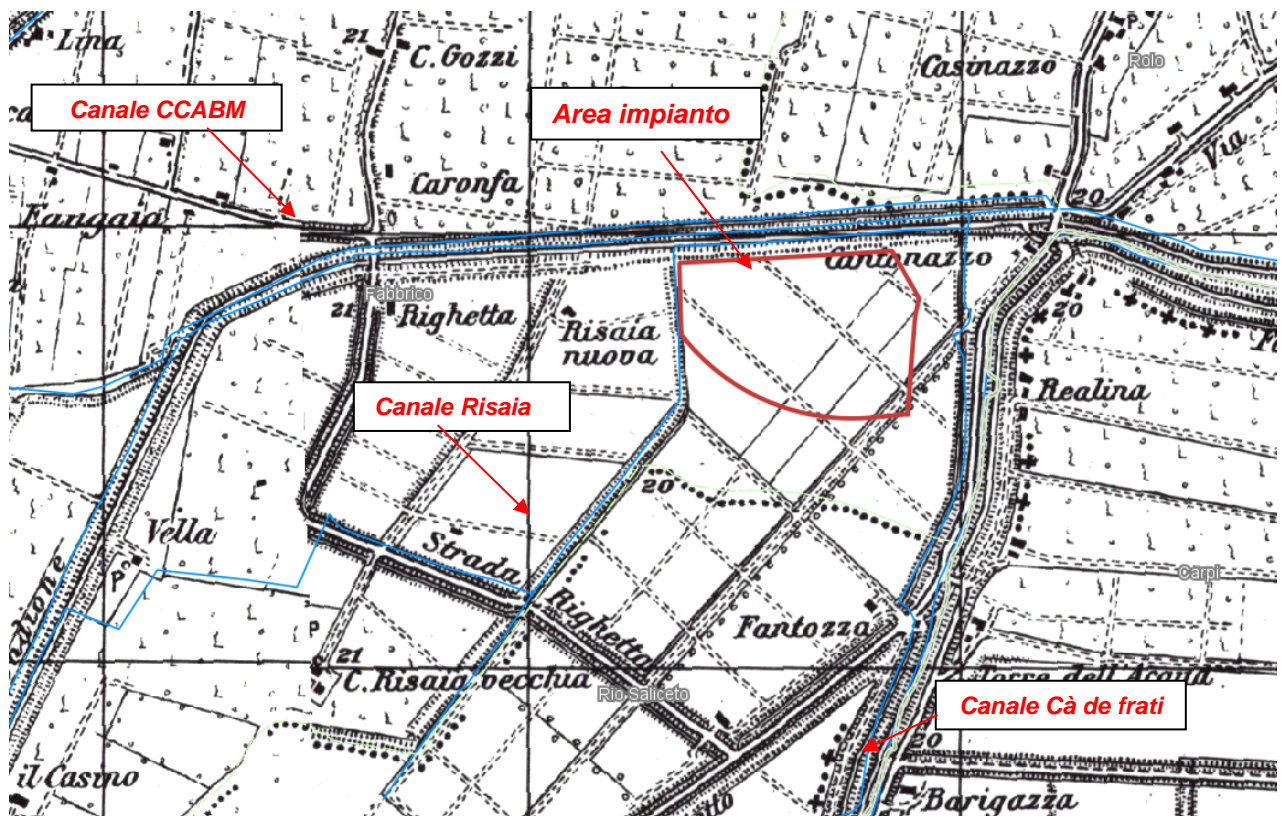 Lina
21
C. Gozzi
Casinazzo
Rolo
Canale CCABM
Area impianto
Via
Caronfa
20
Fangaia
Cantonazzo
Fabbrico
21
Righetta
Risaia
nuova
20
Realina
Canale Risaia
20
Vella
Strada
P
Carpi
Righetta
Fantozza
P
21
C. Risaia vecchia
Rio Saliceto
Torre dell'Acqua
Canale Cà de frati
20
il Casino
Barigazza